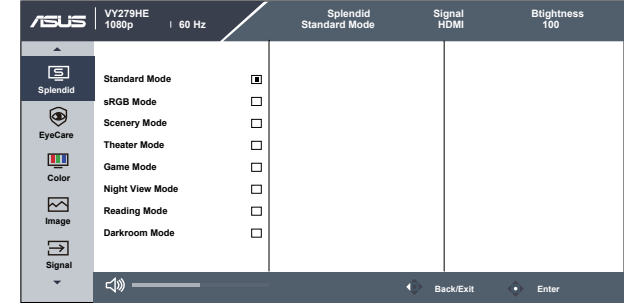 ASUS
VY279HE
1080p | 60 Hz
Splendid
Standard Mode
Signal
HDMI
Btightness
100
Splendid
EyeCare
Color
Image
Signal
Standard Mode
sRGB Mode
Scenery Mode
Theater Mode
Game Mode
Night View Mode
Reading Mode
Darkroom Mode
Back/Exit
Enter